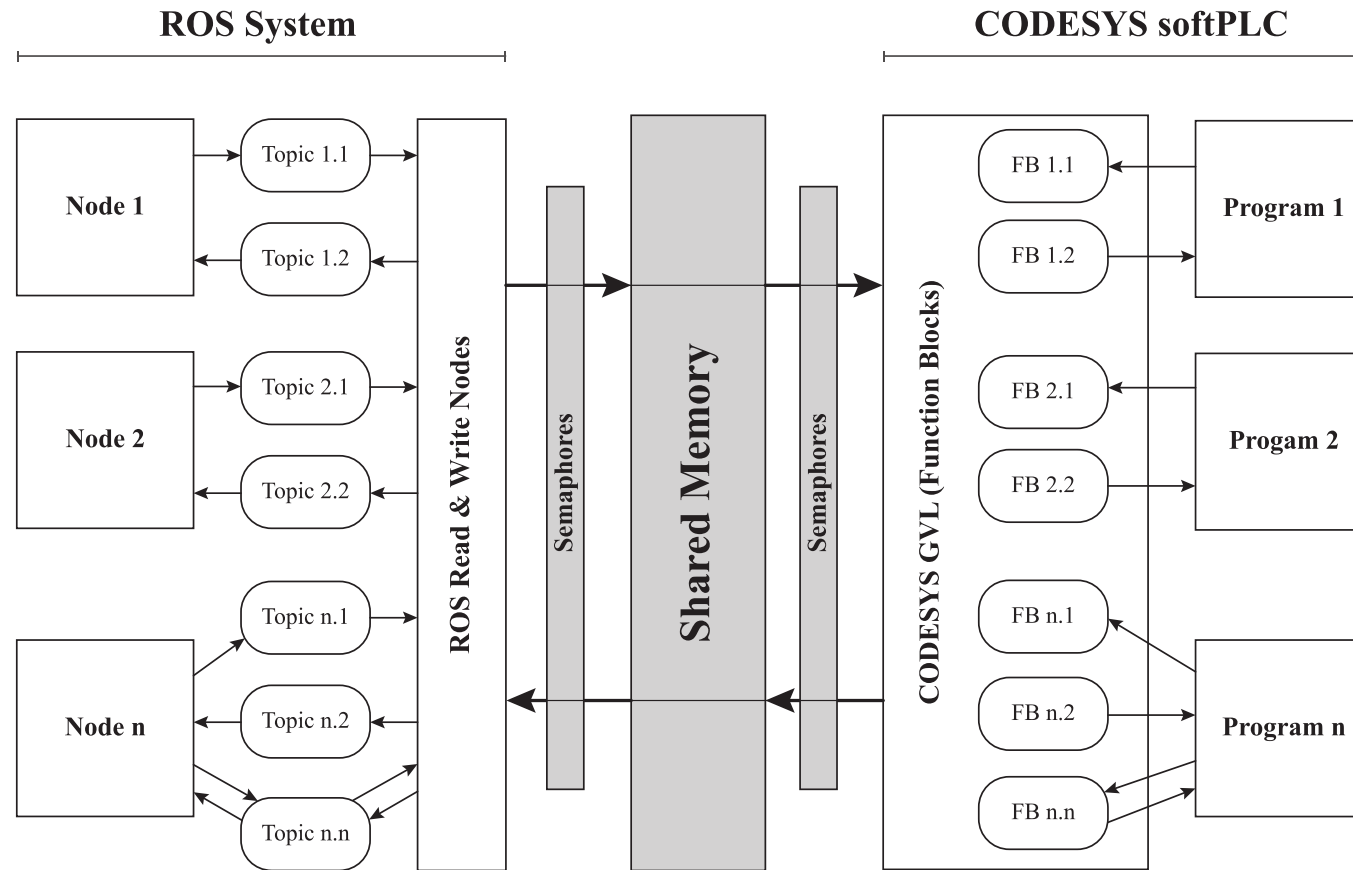 ROS System
CODESYS softPLC
Node 1
Topic 1.1
Topic 1.2
Node 2
Topic 2.1
Topic 2.2
Node n
Topic n.1
Topic n.2
Topic n.n
ROS Read & Write Nodes
Semaphores
Shared Memory
Semaphores
CODESYS GVL (Function Blocks)
FB 1.1
FB 1.2
Program 1
FB 2.1
FB 2.2
Progam 2
FB n.1
FB n.2
FB n.n
Program n